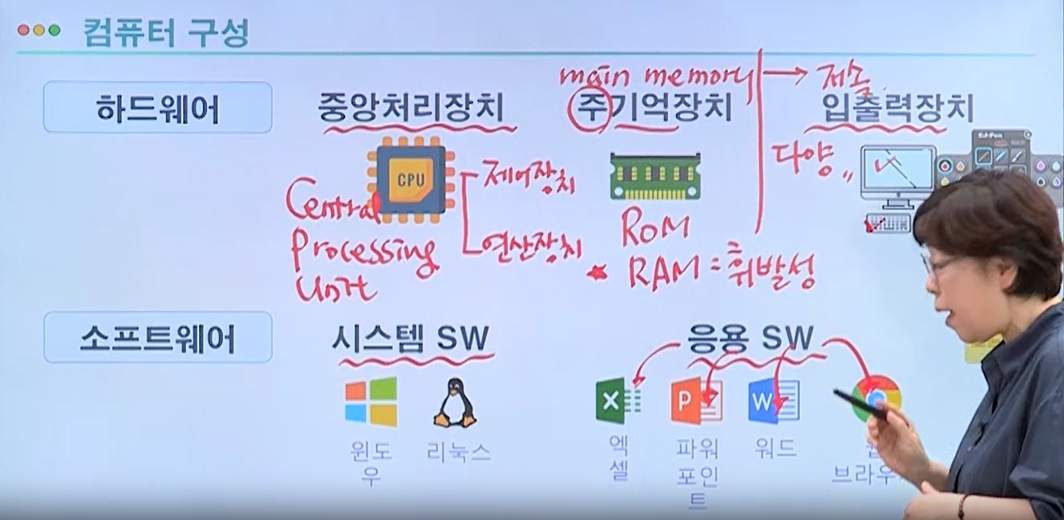 컴퓨터 구성
main memory → 저속
하드웨어
중앙처리장치
주기억장치
입출력장치
다양,,
CPU
제어장치
연산장치
Central
Processing
Unit
ROM
RAM = 휘발성
소프트웨어
시스템 SW
응용 SW
윈도
우
리눅스
X
엑
셀
P
파워
포인
트
W
워드
브라우